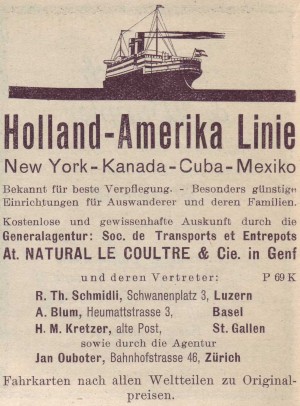 Holland-Amerika Linie
New York-Kanada-Cuba-Mexiko
Bekannt für beste Verpflegung. - Besonders günstige
Einrichtungen für Auswanderer und deren Familien.
Kostenlose und gewissenhafte Auskunft durch die
Generalagentur: Soc. de Transports et Entrepots
At. NATURAL LE COULTRE & Cie. in Genf
und deren Vertreter: P 69 K
R. Th. Schmidli, Schwanenplatz 3, Luzern
A. Blum, Heumattstrasse 3, Basel
H. M. Kretzer, alte Post, St. Gallen
sowie durch die Agentur
Jan Ouboter, Bahnhofstrasse 46, Zürich
Fahrkarten nach allen Weltteilen zu Original-
preisen.